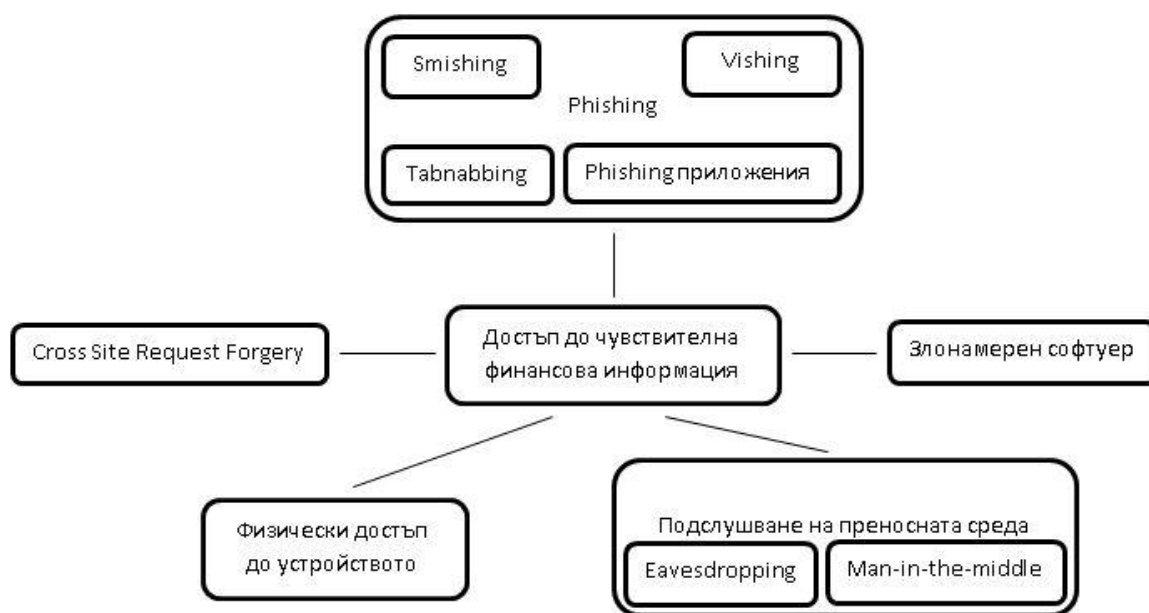 Smishing
Vishing
Phishing
Tabnabbing
Phishing приложения
Cross Site Request Forgery
Достъп до чувствителна
финансова информация
Злонамерен софтуер
Физически достъп
до устройството
Подслушване на преносната среда
Eavesdropping
Man-in-the-middle